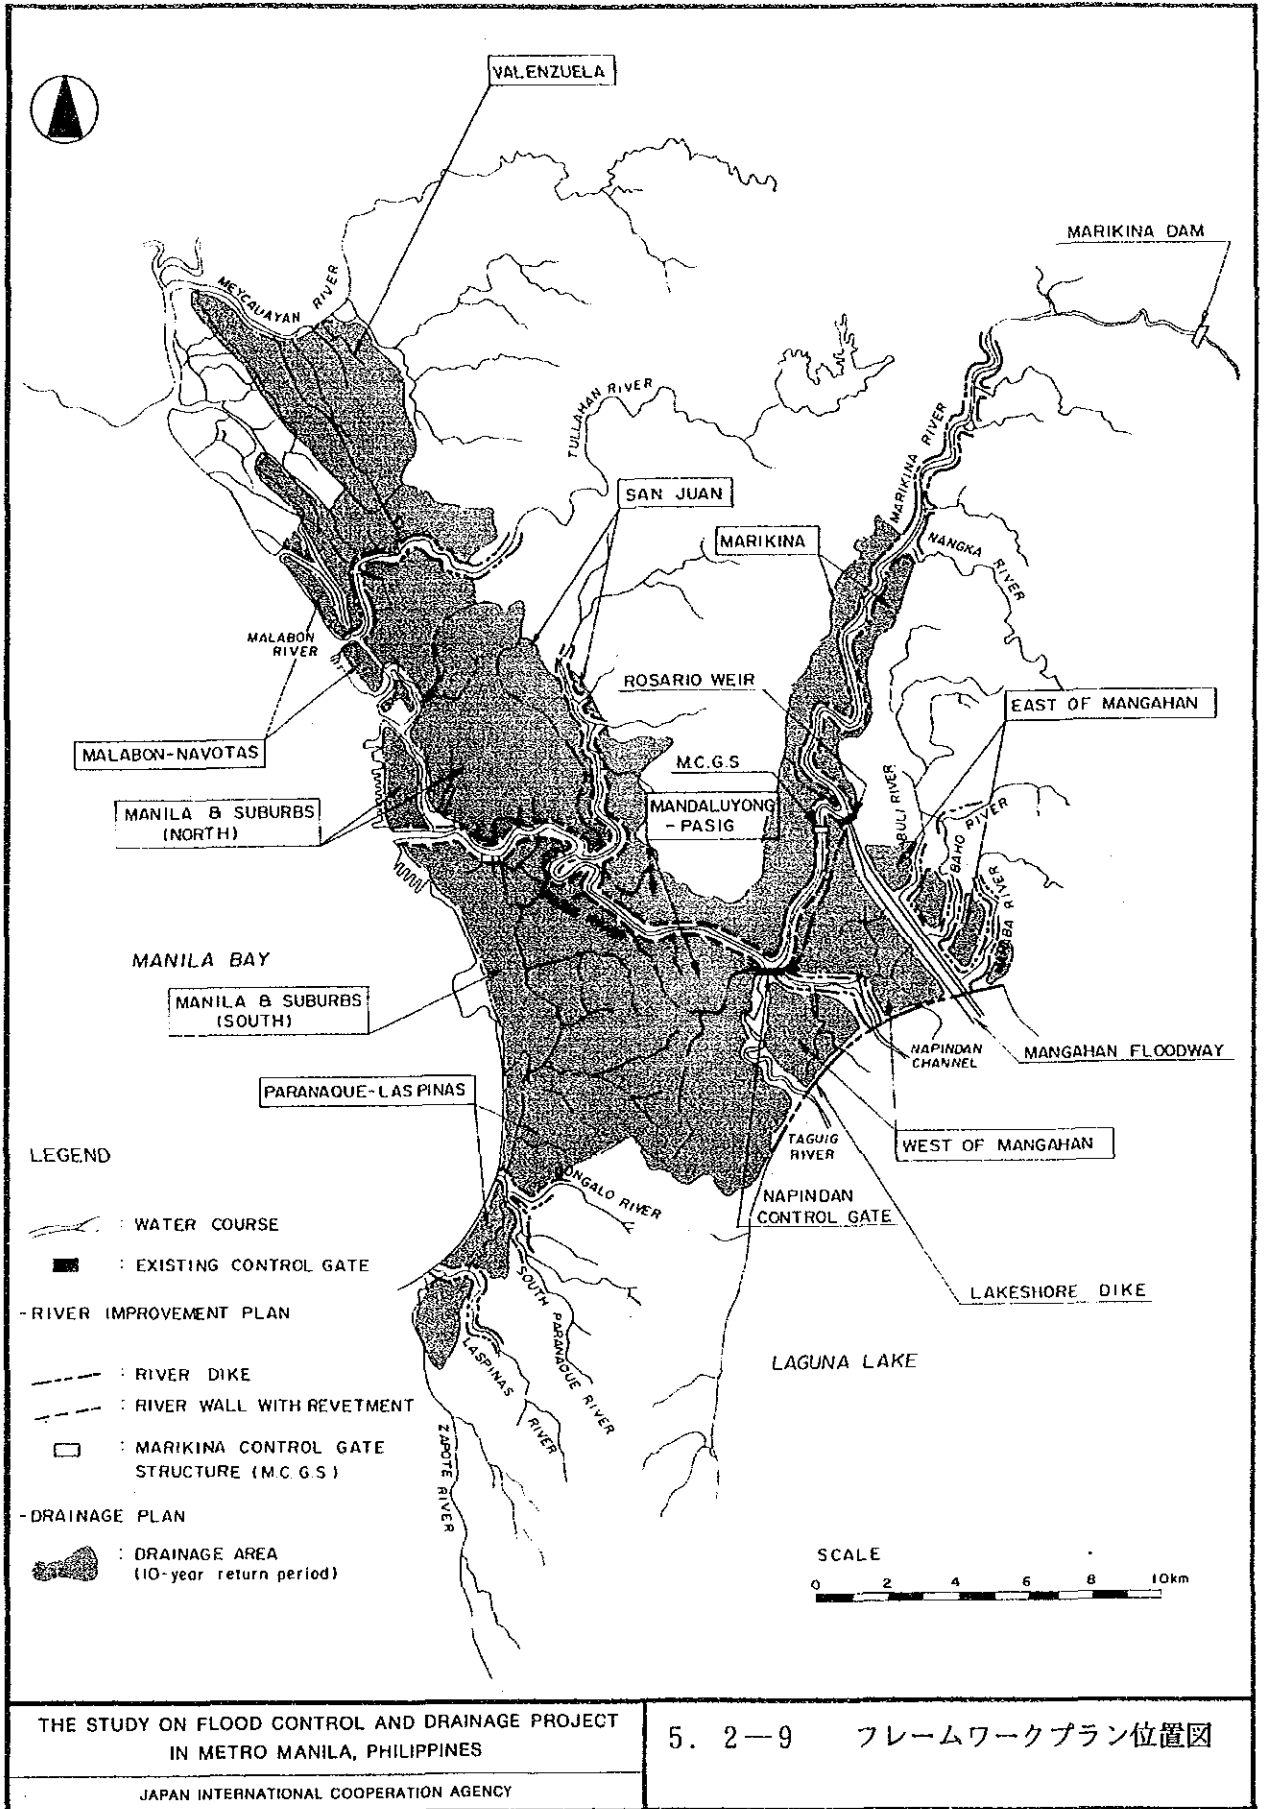 VALENZUELA
MARIKINA DAM
MEYCAUAYAN RIVER
TULLAHAN RIVER
MARIKINA RIVER
SAN JUAN
MARIKINA
NANGKA RIVER
MALABON
RIVER
ROSARIO WEIR
EAST OF MANGAHAN
MALABON-NAVOTAS
M.C.G.S
MANDALUYONG
- PASIG
BULI RIVER
BAHO RIVER
MANILA & SUBURBS
(NORTH)
RIVER
MANILA BAY
MANILA & SUBURBS
(SOUTH)
NAPINDAN
CHANNEL
MANGAHAN FLOODWAY
PARANAQUE-LAS PINAS
TAGUIG
RIVER
WEST OF MANGAHAN
DONGALO RIVER
NAPINDAN
CONTROL GATE
LAKESHORE DIKE
SOUTH PARANAQUE RIVER
LASPINAS RIVER
LAGUNA LAKE
ZAPOTE RIVER
LEGEND
: WATER COURSE
: EXISTING CONTROL GATE
-RIVER IMPROVEMENT PLAN
: RIVER DIKE
: RIVER WALL WITH REVETMENT
: MARIKINA CONTROL GATE
STRUCTURE (M.C.G.S)
-DRAINAGE PLAN
: DRAINAGE AREA
(10-year return period)
SCALE
0 2 4 6 8 10km
THE STUDY ON FLOOD CONTROL AND DRAINAGE PROJECT
IN METRO MANILA, PHILIPPINES
JAPAN INTERNATIONAL COOPERATION AGENCY
5. 2-9 フレームワークプラン位置図